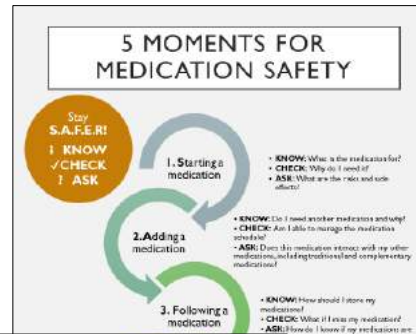 5 MOMENTS FOR
MEDICATION SAFETY
Stay
S.A.F.E.R!
KNOW
✓CHECK
? ASK
1. Starting a
medication
• KNOW: What is the medication for?
• CHECK: Why do I need it?
• ASK: What are the risks and side
effects?
2. Adding a
medication
• KNOW: Do I need another medication and why?
• CHECK: Am I able to manage the medication
schedule?
• ASK: Does this medication interact with my other
medications, including traditional and complementary
medications?
3. Following a
medication
• KNOW: How should I store my
medications?
• CHECK: What if I miss my medication?
• ASK: How do I know if my medications are